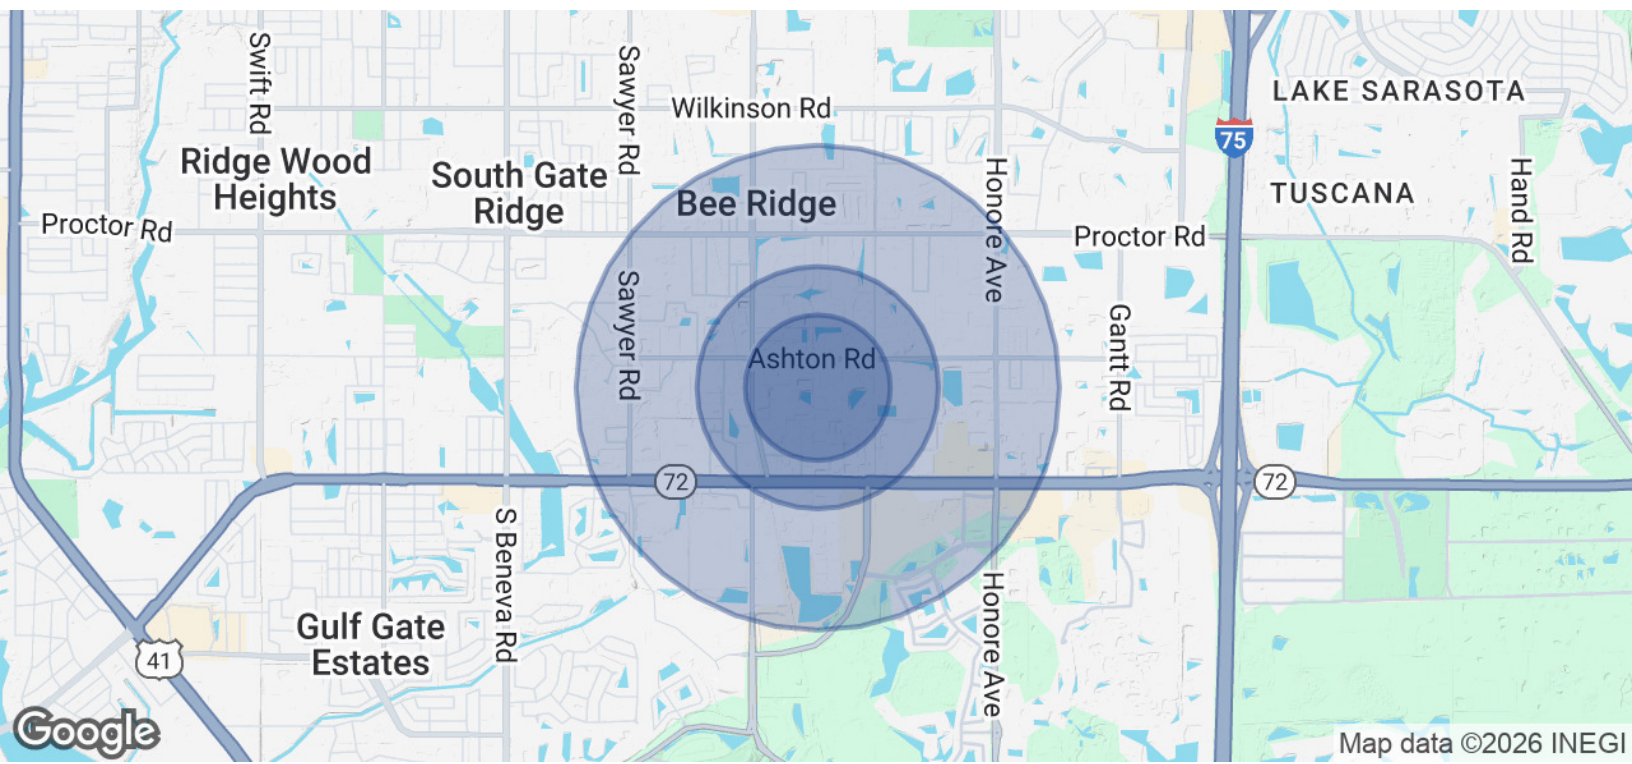 Swift Rd
Sawyer Rd
Wilkinson Rd
LAKE SARASOTA
75
Ridge Wood
Heights
South Gate
Ridge
Bee Ridge
Honore Ave
TUSCANA
Hand Rd
Proctor Rd
Proctor Rd
Sawyer Rd
Ashton Rd
Gantt Rd
72
72
S Beneva Rd
Gulf Gate
Estates
Honore Ave
41
Google
Map data ©2026 INEGI